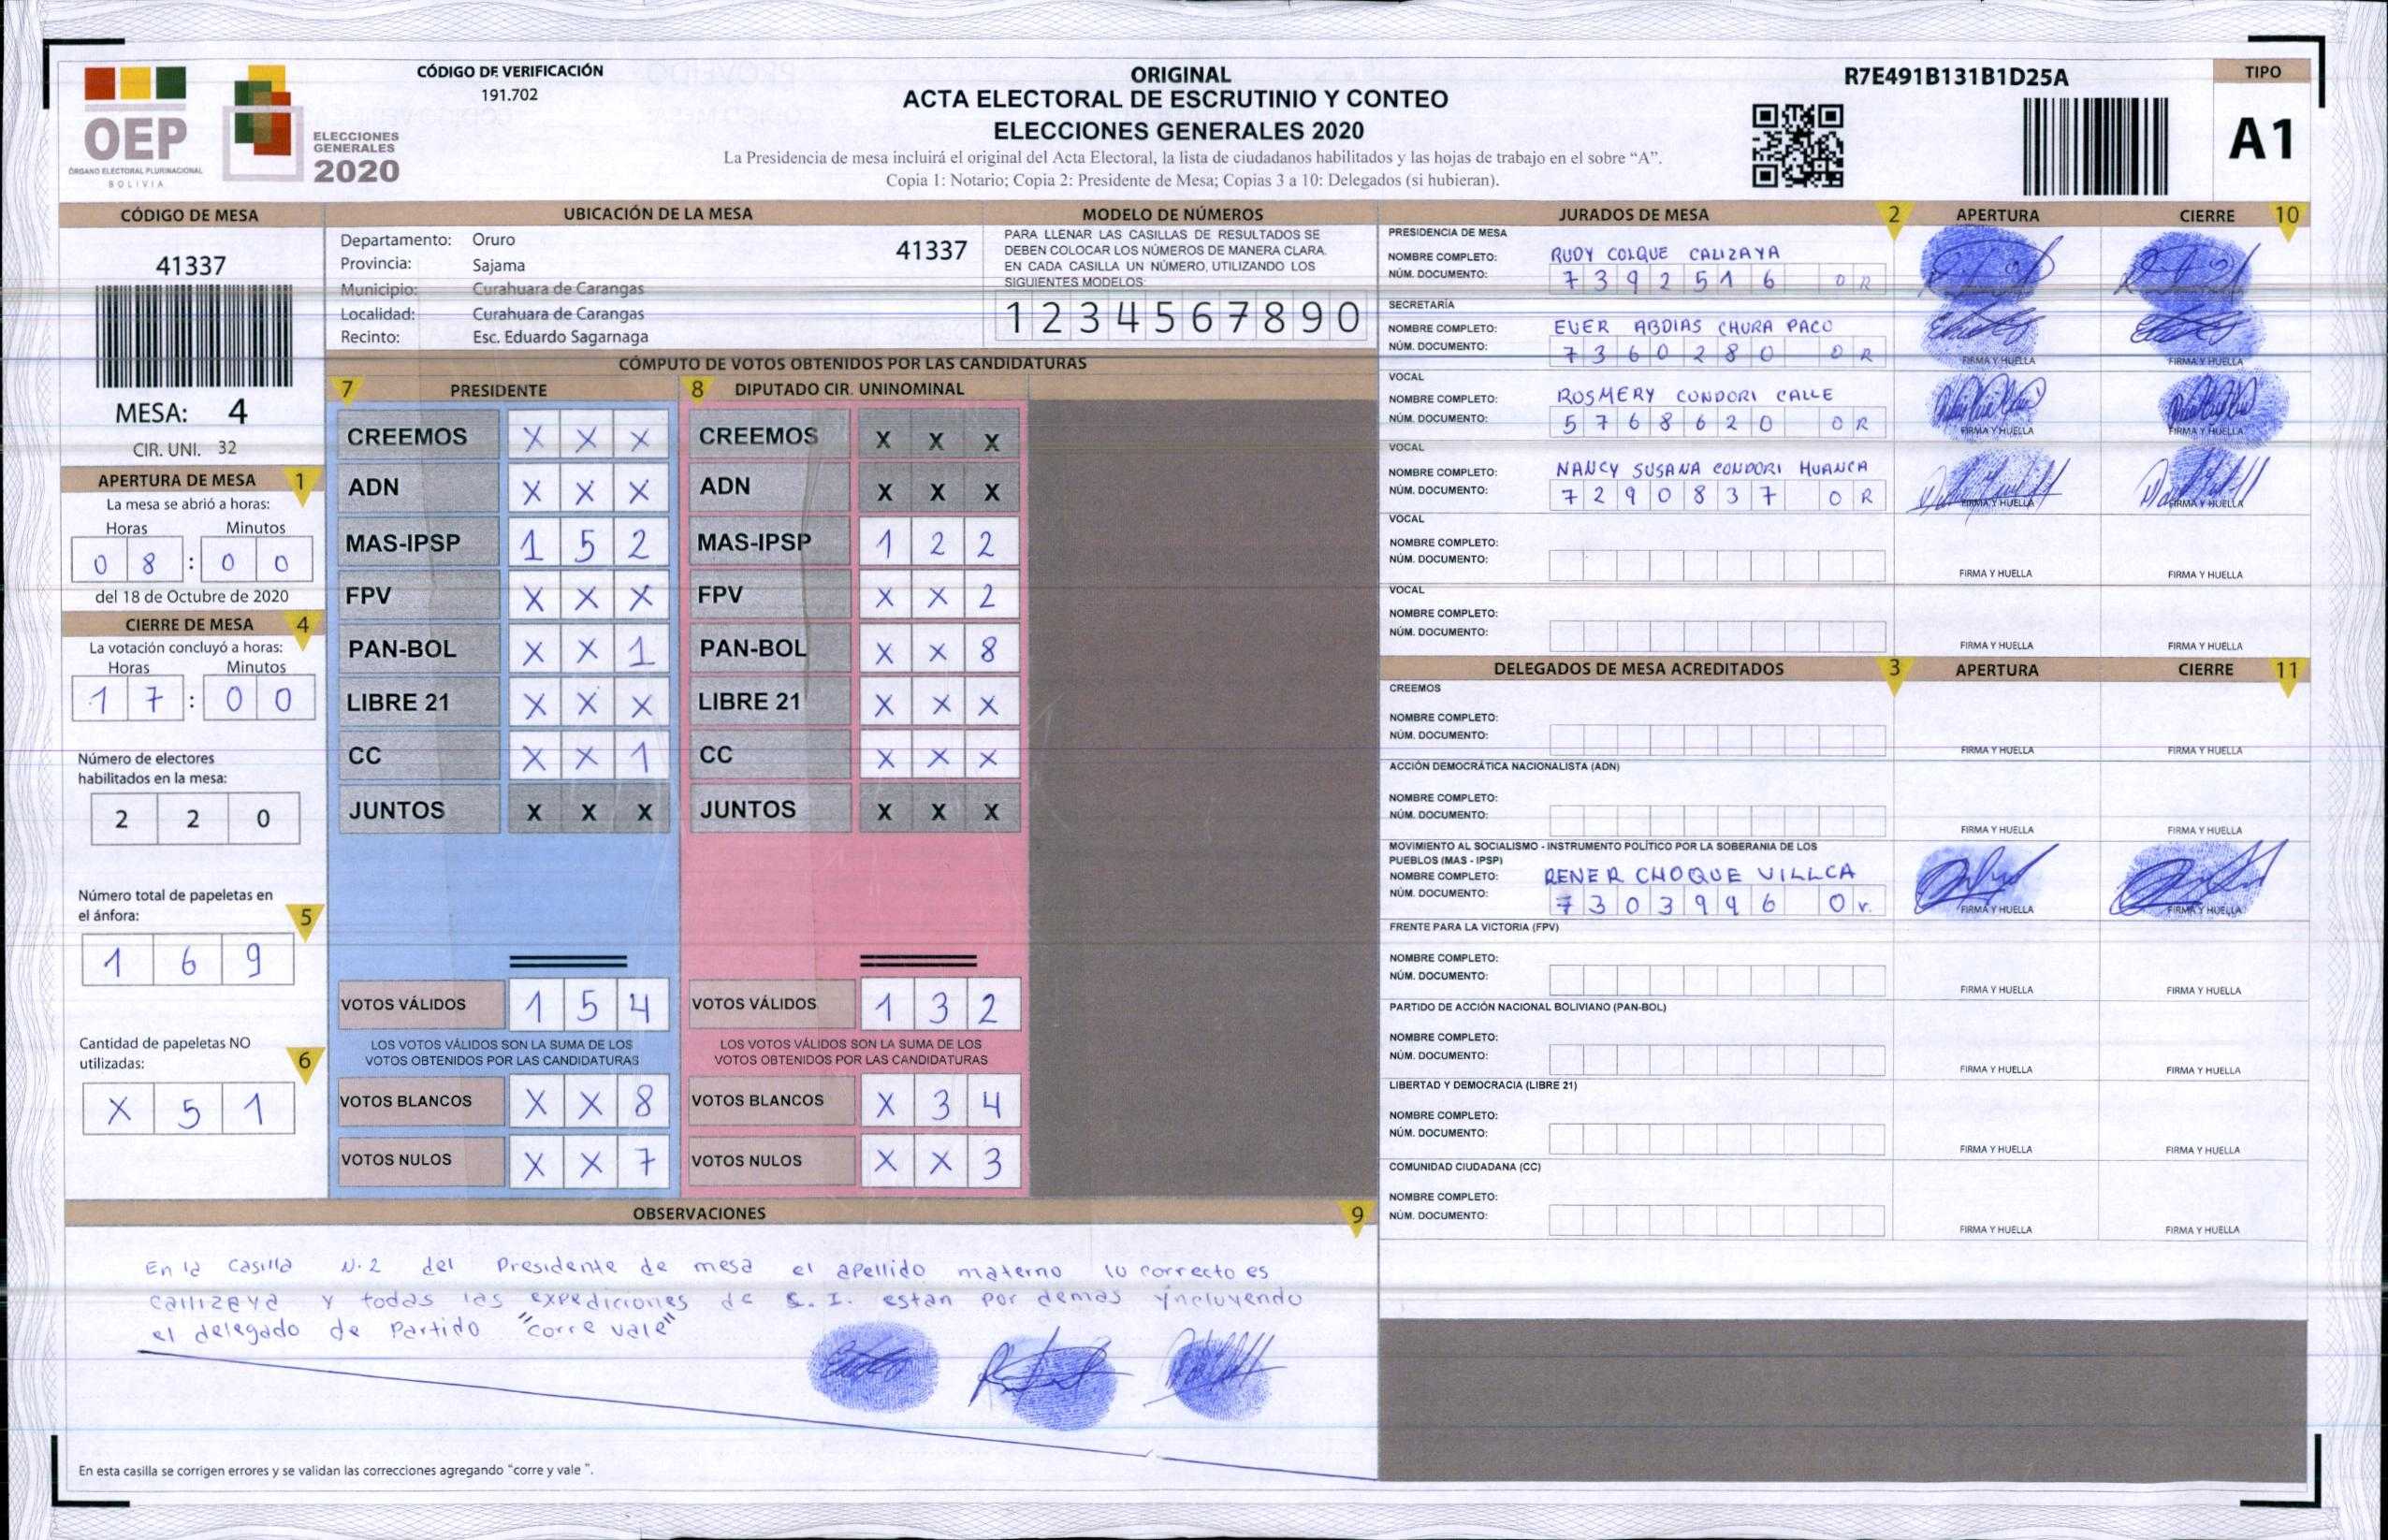 OEP
ÓRGANO ELECTORAL PLURINACIONAL
BOLIVIA
ELECCIONES
GENERALES
2020
CÓDIGO DE VERIFICACIÓN
191.702
ORIGINAL
ACTA ELECTORAL DE ESCRUTINIO Y CONTEO
ELECCIONES GENERALES 2020
La Presidencia de mesa incluirá el original del Acta Electoral, la lista de ciudadanos habilitados y las hojas de trabajo en el sobre “A”.
Copia 1: Notario; Copia 2: Presidente de Mesa; Copias 3 a 10: Delegados (si hubieran).
R7E491B131B1D25A
TIPO
A1
CÓDIGO DE MESA
41337
MESA: 4
CIR. UNI. 32
APERTURA DE MESA 1
La mesa se abrió a horas:
Horas Minutos
0 8 : 0 0
del 18 de Octubre de 2020
CIERRE DE MESA 4
La votación concluyó a horas:
Horas Minutos
1 7 : 0 0
Número de electores
habilitados en la mesa:
2 2 0
Número total de papeletas en
el ánfora: 5
1 6 9
Cantidad de papeletas NO
utilizadas: 6
X 5 1
UBICACIÓN DE LA MESA
Departamento: Oruro 41337
Provincia: Sajama
Municipio: Curahuara de Carangas
Localidad: Curahuara de Carangas
Recinto: Esc. Eduardo Sagarnaga
MODELO DE NÚMEROS
PARA LLENAR LAS CASILLAS DE RESULTADOS SE
DEBEN COLOCAR LOS NÚMEROS DE MANERA CLARA.
EN CADA CASILLA UN NÚMERO, UTILIZANDO LOS
SIGUIENTES MODELOS:
1 2 3 4 5 6 7 8 9 0
CÓMPUTO DE VOTOS OBTENIDOS POR LAS CANDIDATURAS
7 PRESIDENTE
CREEMOS X X X
ADN X X X
MAS-IPSP 1 5 2
FPV X X X
PAN-BOL X X 1
LIBRE 21 X X X
CC X X 1
JUNTOS X X X
VOTOS VÁLIDOS 1 5 4
LOS VOTOS VÁLIDOS SON LA SUMA DE LOS
VOTOS OBTENIDOS POR LAS CANDIDATURAS
VOTOS BLANCOS X X 8
VOTOS NULOS X X 7
8 DIPUTADO CIR. UNINOMINAL
CREEMOS X X X
ADN X X X
MAS-IPSP 1 2 2
FPV X X 2
PAN-BOL X X 8
LIBRE 21 X X X
CC X X X
JUNTOS X X X
VOTOS VÁLIDOS 1 3 2
LOS VOTOS VÁLIDOS SON LA SUMA DE LOS
VOTOS OBTENIDOS POR LAS CANDIDATURAS
VOTOS BLANCOS X 3 4
VOTOS NULOS X X 3
JURADOS DE MESA 2 APERTURA CIERRE 10
PRESIDENCIA DE MESA
NOMBRE COMPLETO: RUDY COLQUE CALIZAYA
NÚM. DOCUMENTO: 7 3 9 2 5 1 6 O R
SECRETARÍA
NOMBRE COMPLETO: EVER ABDIAS CHURA PACO
NÚM. DOCUMENTO: 7 3 6 0 2 8 0 O R
FIRMA Y HUELLA FIRMA Y HUELLA
VOCAL
NOMBRE COMPLETO: ROSMERY CONDORI CALLE
NÚM. DOCUMENTO: 5 7 6 8 6 2 0 O R
FIRMA Y HUELLA FIRMA Y HUELLA
VOCAL
NOMBRE COMPLETO: NANCY SUSANA CONDORI HUANCA
NÚM. DOCUMENTO: 7 2 9 0 8 3 7 O R
FIRMA Y HUELLA FIRMA Y HUELLA
VOCAL
NOMBRE COMPLETO:
NÚM. DOCUMENTO:
FIRMA Y HUELLA FIRMA Y HUELLA
VOCAL
NOMBRE COMPLETO:
NÚM. DOCUMENTO:
FIRMA Y HUELLA FIRMA Y HUELLA
DELEGADOS DE MESA ACREDITADOS 3 APERTURA CIERRE 11
CREEMOS
NOMBRE COMPLETO:
NÚM. DOCUMENTO:
FIRMA Y HUELLA FIRMA Y HUELLA
ACCIÓN DEMOCRÁTICA NACIONALISTA (ADN)
NOMBRE COMPLETO:
NÚM. DOCUMENTO:
FIRMA Y HUELLA FIRMA Y HUELLA
MOVIMIENTO AL SOCIALISMO - INSTRUMENTO POLÍTICO POR LA SOBERANIA DE LOS
PUEBLOS (MAS - IPSP)
NOMBRE COMPLETO: RENER CHOQUE VILLCA
NÚM. DOCUMENTO: 7 3 0 3 9 9 6 O r.
FIRMA Y HUELLA FIRMA Y HUELLA
FRENTE PARA LA VICTORIA (FPV)
NOMBRE COMPLETO:
NÚM. DOCUMENTO:
FIRMA Y HUELLA FIRMA Y HUELLA
PARTIDO DE ACCIÓN NACIONAL BOLIVIANO (PAN-BOL)
NOMBRE COMPLETO:
NÚM. DOCUMENTO:
FIRMA Y HUELLA FIRMA Y HUELLA
LIBERTAD Y DEMOCRACIA (LIBRE 21)
NOMBRE COMPLETO:
NÚM. DOCUMENTO:
FIRMA Y HUELLA FIRMA Y HUELLA
COMUNIDAD CIUDADANA (CC)
NOMBRE COMPLETO:
NÚM. DOCUMENTO:
FIRMA Y HUELLA FIRMA Y HUELLA
OBSERVACIONES 9
En la casilla N.2 del Presidente de mesa el apellido materno lo correcto es
callizaya y todas las expediciones de I. estan por demas yncluyendo
el delegado de Partido "corre vale"
En esta casilla se corrigen errores y se validan las correcciones agregando “corre y vale ”.